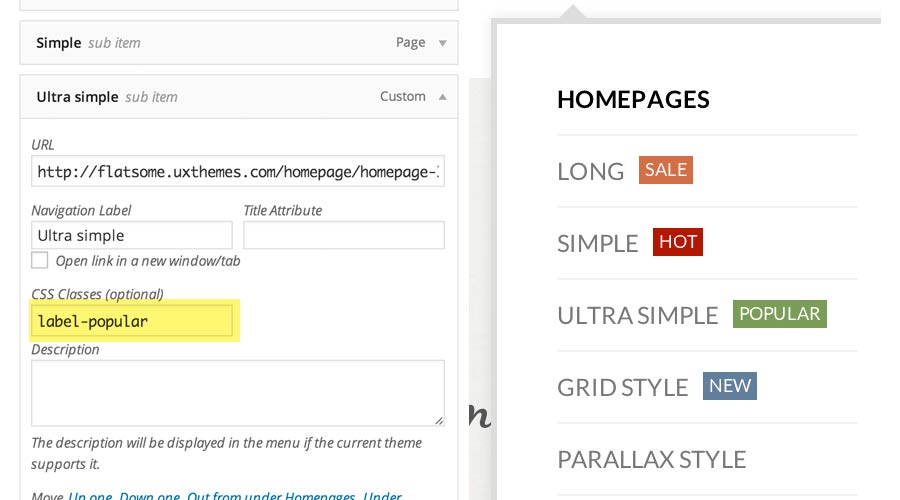 Simple sub item Page
Ultra simple sub item Custom
URL
http://flatsome.uxthemes.com/homepage/homepage-
Navigation Label Title Attribute
Ultra simple
Open link in a new window/tab
CSS Classes (optional)
label-popular
Description
The description will be displayed in the menu if the current theme
supports it.
Move Up one Down one Out from under Homepages Under
n
HOMEPAGES
LONG SALE
SIMPLE HOT
ULTRA SIMPLE POPULAR
GRID STYLE NEW
PARALLAX STYLE